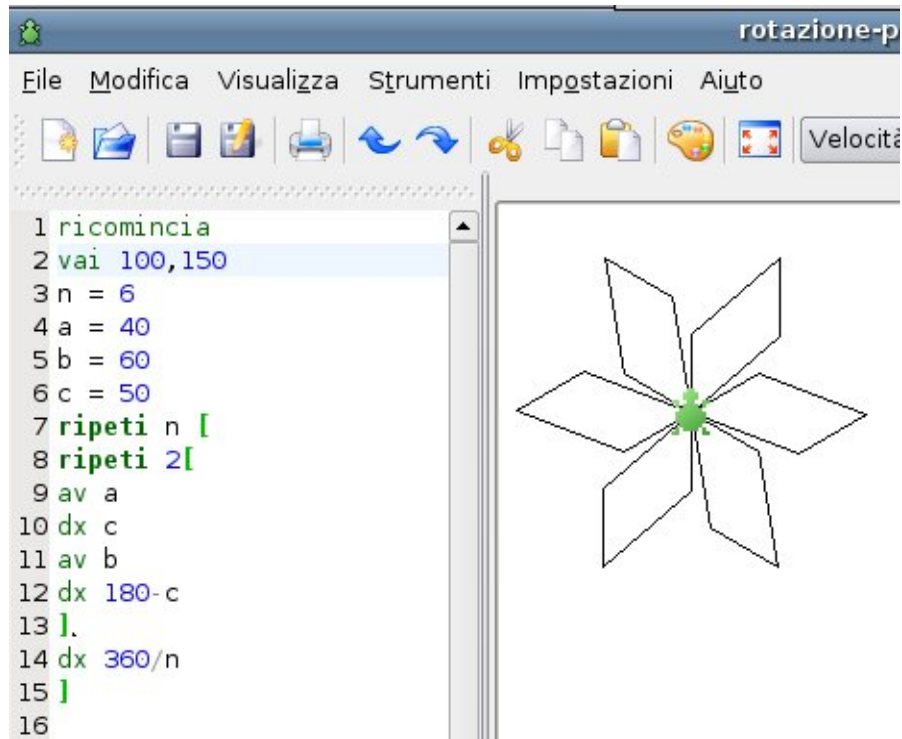 rotazione-p
File Modifica Visualizza Strumenti Impostazioni Aiuto
Velocità
1 ricomincia
2 vai 100,150
3 n = 6
4 a = 40
5 b = 60
6 c = 50
7 ripeti n [
8 ripeti 2[
9 av a
10 dx c
11 av b
12 dx 180-c
13 ]
14 dx 360/n
15 ]
16